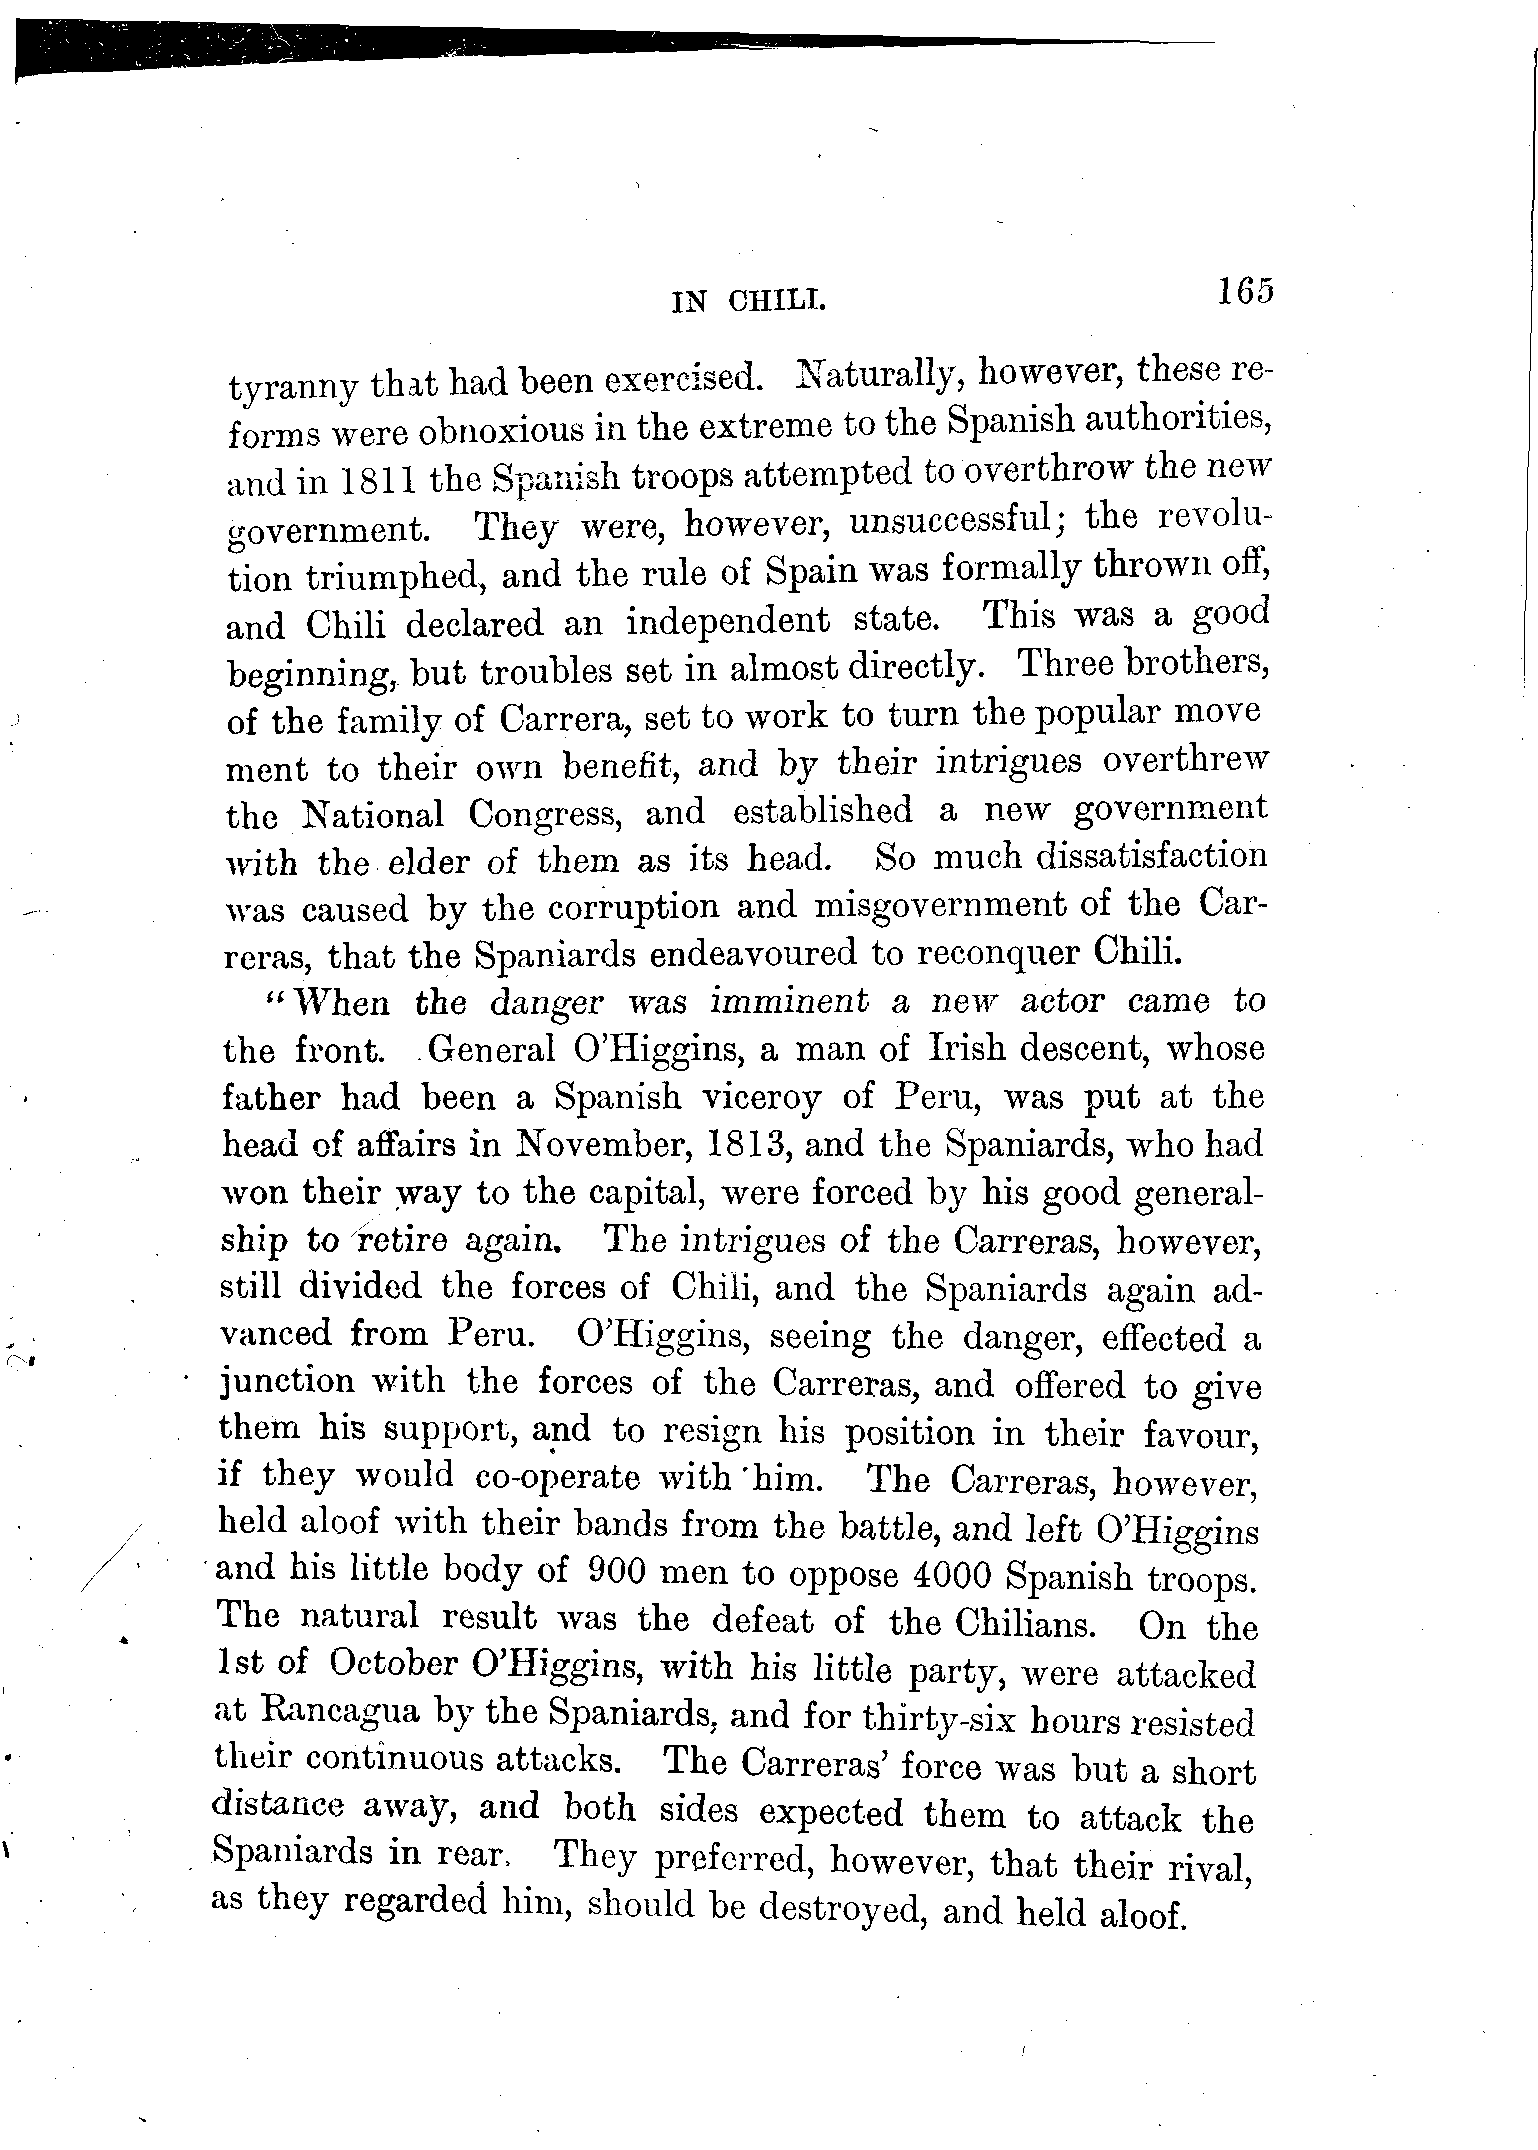 IN CHILI. 165
tyranny that had been exercised. Naturally, however, these re-
forms were obnoxious in the extreme to the Spanish authorities,
and in 1811 the Spanish troops attempted to overthrow the new
government. They were, however, unsuccessful; the revolu-
tion triumphed, and the rule of Spain was formally thrown off,
and Chili declared an independent state. This was a good
beginning, but troubles set in almost directly. Three brothers,
of the family of Carrera, set to work to turn the popular move
ment to their own benefit, and by their intrigues overthrew
the National Congress, and established a new government
with the elder of them as its head. So much dissatisfaction
was caused by the corruption and misgovernment of the Car-
reras, that the Spaniards endeavoured to reconquer Chili.
"When the danger was imminent a new actor came to
the front. General O'Higgins, a man of Irish descent, whose
father had been a Spanish viceroy of Peru, was put at the
head of affairs in November, 1813, and the Spaniards, who had
won their way to the capital, were forced by his good general-
ship to retire again. The intrigues of the Carreras, however,
still divided the forces of Chili, and the Spaniards again ad-
vanced from Peru. O'Higgins, seeing the danger, effected a
junction with the forces of the Carreras, and offered to give
them his support, and to resign his position in their favour,
if they would co-operate with him. The Carreras, however,
held aloof with their bands from the battle, and left O'Higgins
and his little body of 900 men to oppose 4000 Spanish troops.
The natural result was the defeat of the Chilians. On the
1st of October O'Higgins, with his little party, were attacked
at Rancagua by the Spaniards, and for thirty-six hours resisted
their continuous attacks. The Carreras' force was but a short
distance away, and both sides expected them to attack the
Spaniards in rear. They preferred, however, that their rival,
as they regarded him, should be destroyed, and held aloof.